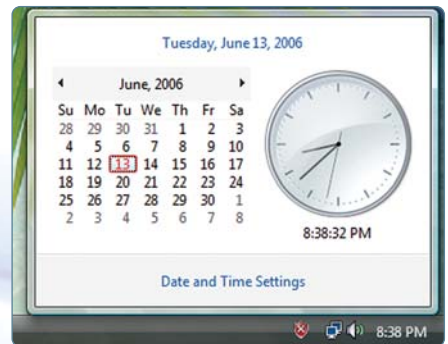 Tuesday, June 13, 2006
June, 2006
Su Mo Tu We Th Fr Sa
28 29 30 31 1 2 3
4 5 6 7 8 9 10
11 12 13 14 15 16 17
18 19 20 21 22 23 24
25 26 27 28 29 30 1
2 3 4 5 6 7 8
8:38:32 PM
Date and Time Settings
8:38 PM